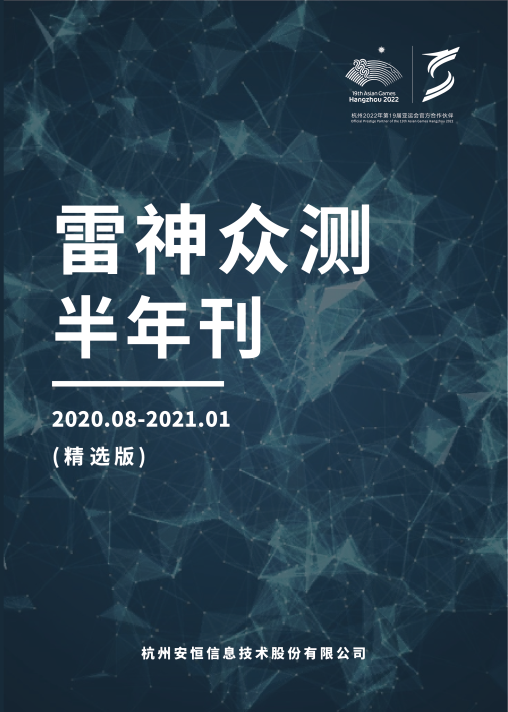 19th Asian Games
Hangzhou 2022
杭州2022年第19届亚运会官方合作伙伴
Official Prestige Partner of the 19th Asian Games Hangzhou 2022
雷神众测
半年刊
2020.08-2021.01
(精选版)
杭州安恒信息技术股份有限公司